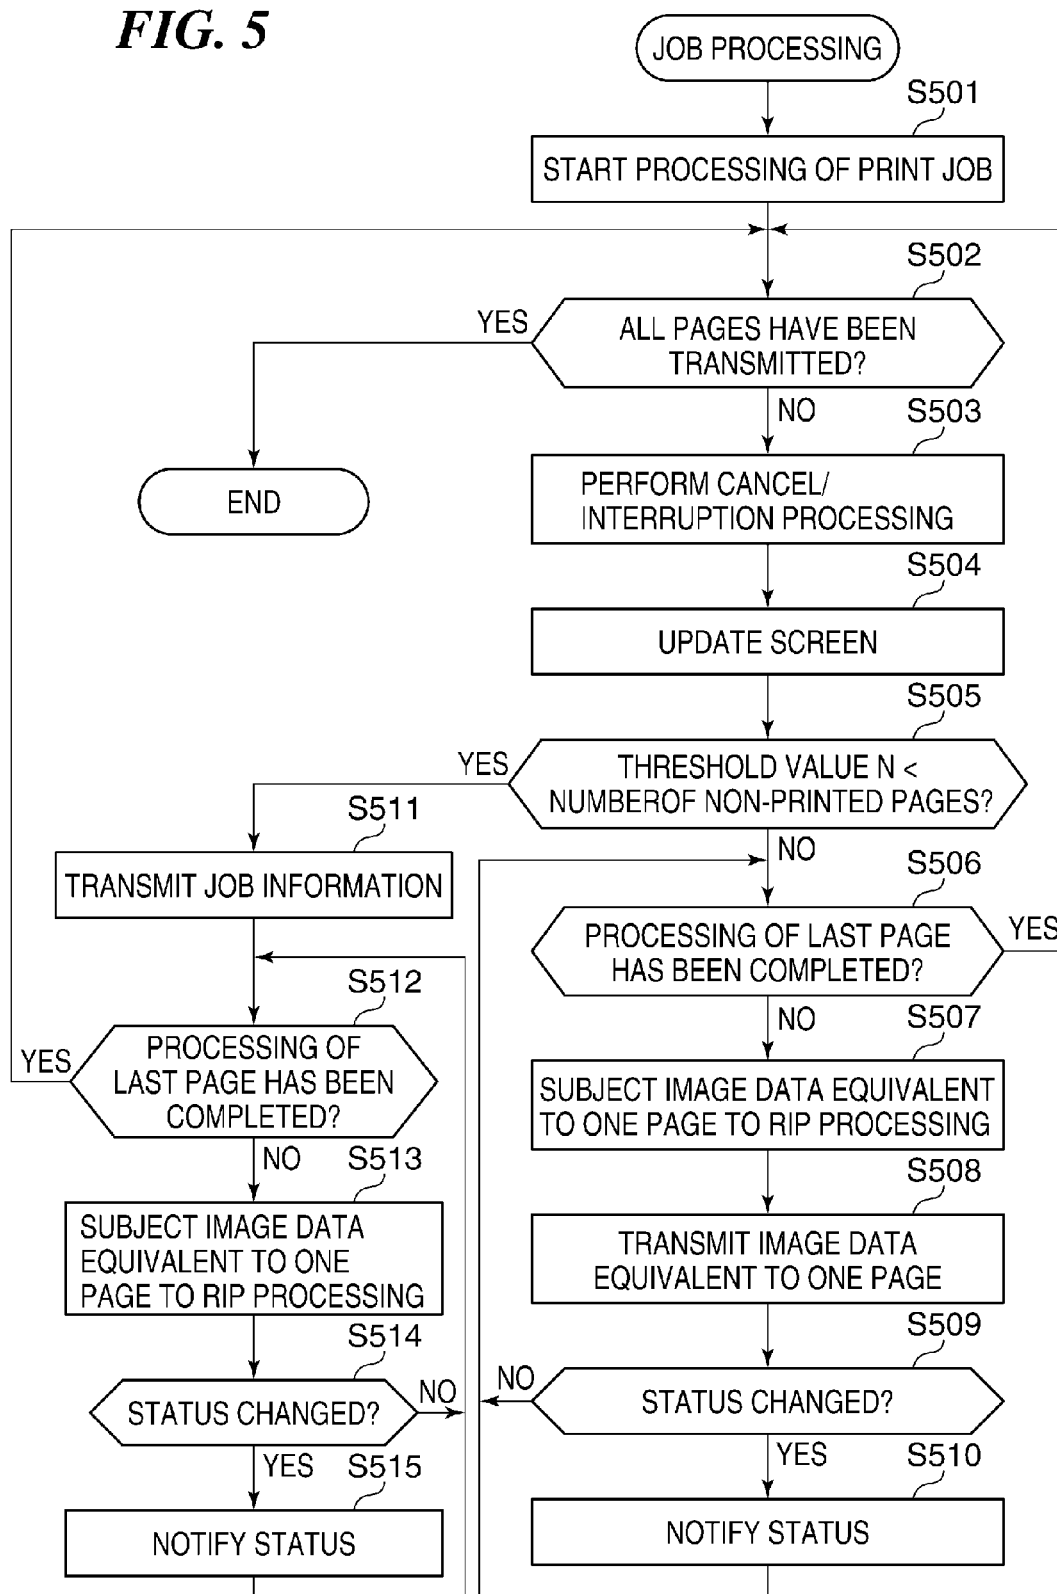 FIG. 5
JOB PROCESSING
S501
START PROCESSING OF PRINT JOB
S502
YES
ALL PAGES HAVE BEEN
TRANSMITTED?
NO
S503
END
PERFORM CANCEL/
INTERRUPTION PROCESSING
S504
UPDATE SCREEN
S505
YES
THRESHOLD VALUE N <
NUMBEROF NON-PRINTED PAGES?
NO
S511
TRANSMIT JOB INFORMATION
S506
PROCESSING OF LAST PAGE
HAS BEEN COMPLETED?
YES
NO
S512
YES
PROCESSING OF
LAST PAGE HAS BEEN
COMPLETED?
NO
S507
SUBJECT IMAGE DATA EQUIVALENT
TO ONE PAGE TO RIP PROCESSING
S513
SUBJECT IMAGE DATA
EQUIVALENT TO ONE
PAGE TO RIP PROCESSING
S508
TRANSMIT IMAGE DATA
EQUIVALENT TO ONE PAGE
S514
STATUS CHANGED?
NO
YES
S509
NO
STATUS CHANGED?
YES
S515
NOTIFY STATUS
S510
NOTIFY STATUS